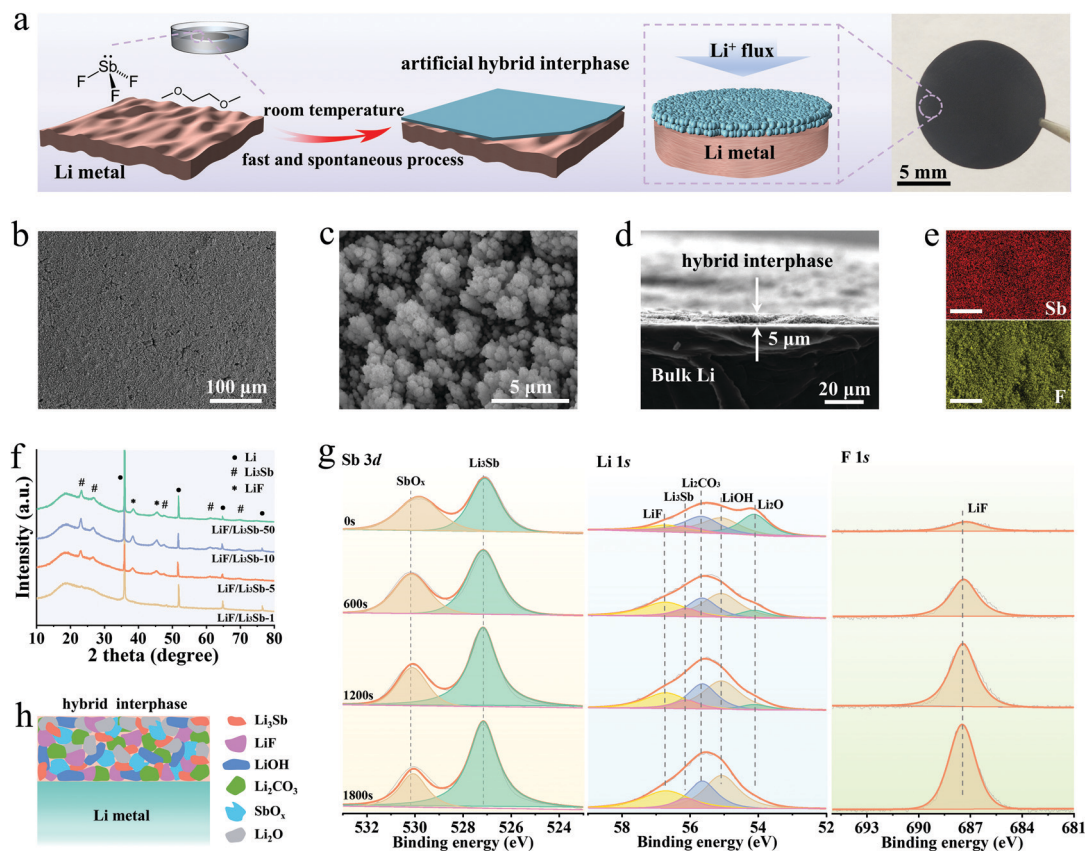 a
Sb
F
F
F
O
O
Li metal
room temperature
fast and spontaneous process
artificial hybrid interphase
Li⁺ flux
Li metal
5 mm
b
100 μm
c
5 μm
d
hybrid interphase
5 μm
Bulk Li
20 μm
e
Sb
F
f
Intensity (a.u.)
• Li
# Li₃Sb
* LiF
# # • * * # • # # • # •
LiF/Li₃Sb-50
LiF/Li₃Sb-10
LiF/Li₃Sb-5
LiF/Li₃Sb-1
10 20 30 40 50 60 70 80
2 theta (degree)
g
Sb 3d
SbOₓ
Li₃Sb
0s
600s
1200s
1800s
533 530 527 524
Binding energy (eV)
Li 1s
LiF
Li₃Sb
Li₂CO₃
LiOH
Li₂O
58 56 54 52
Binding energy (eV)
F 1s
LiF
693 690 687 684 681
Binding energy (eV)
h
hybrid interphase
Li metal
Li₃Sb
LiF
LiOH
Li₂CO₃
SbOₓ
Li₂O